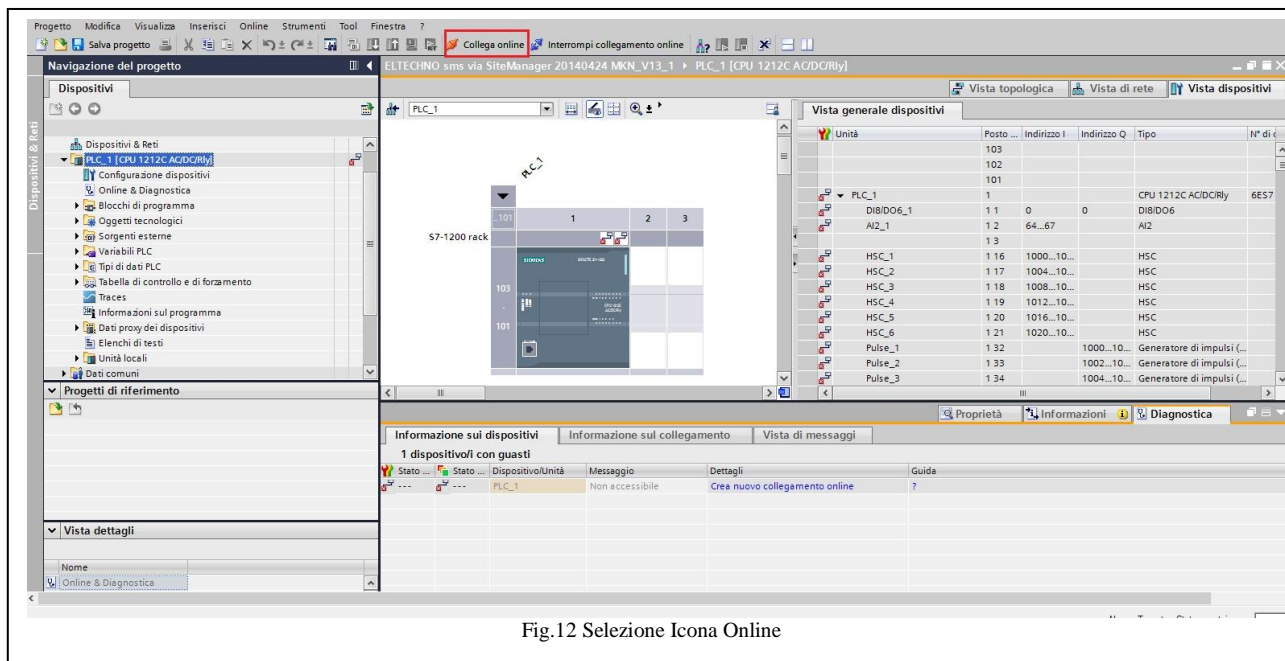 Progetto Modifica Visualizza Inserisci Online Strumenti Tool Finestra ?
Salva progetto Collega online Interrompi collegamento online
Navigazione del progetto
ELTECHNO sms via SiteManager 20140424 MKN_V13_1 PLC_1 [CPU 1212C AC/DC/Rly]
Dispositivi
Vista topologica Vista di rete Vista dispositivi
Dispositivi & Reti
Dispositivi & Reti
PLC_1 [CPU 1212C AC/DC/Rly]
Configurazione dispositivi
Online & Diagnostica
Blocchi di programma
Oggetti tecnologici
Sorgenti esterne
Variabili PLC
Tipi di dati PLC
Tabella di controllo e di forzamento
Traces
Informazioni sul programma
Dati proxy dei dispositivi
Elenchi di testi
Unità locali
Dati comuni
Progetti di riferimento
Vista dettagli
Nome
Online & Diagnostica
PLC_1
PLC_1
...101 1 2 3
S7-1200 rack
SIEMENS
103
-
101
Vista generale dispositivi
Unità Posto ... Indirizzo I Indirizzo Q Tipo N° di
103
102
101
PLC_1 1 CPU 1212C AC/DC/Rly 6ES7
DI8/DO6_1 1 1 0 0 DI8/DO6
AI2_1 1 2 64...67 AI2
1 3
HSC_1 1 16 1000...10... HSC
HSC_2 1 17 1004...10... HSC
HSC_3 1 18 1008...10... HSC
HSC_4 1 19 1012...10... HSC
HSC_5 1 20 1016...10... HSC
HSC_6 1 21 1020...10... HSC
Pulse_1 1 32 1000...10... Generatore di impulsi (...
Pulse_2 1 33 1002...10... Generatore di impulsi (...
Pulse_3 1 34 1004...10... Generatore di impulsi (...
Proprietà Informazioni Diagnostica
Informazione sui dispositivi Informazione sul collegamento Vista di messaggi
1 dispositivo/i con guasti
Stato ... Stato ... Dispositivo/Unità Messaggio Dettagli Guida
--- --- PLC_1 Non accessibile Crea nuovo collegamento online ?
Fig.12 Selezione Icona Online